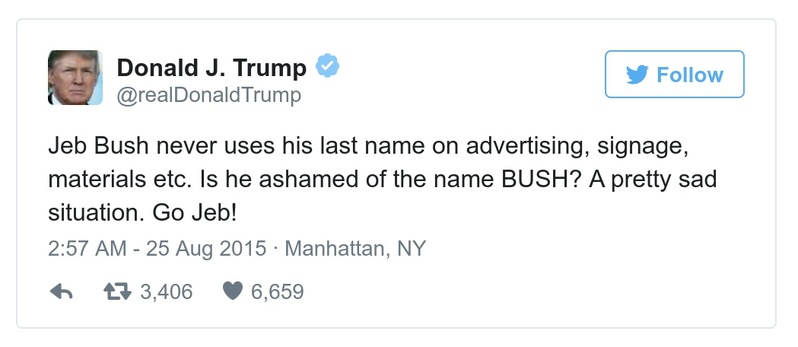 Donald J. Trump
@realDonaldTrump
Follow
Jeb Bush never uses his last name on advertising, signage,
materials etc. Is he ashamed of the name BUSH? A pretty sad
situation. Go Jeb!
2:57 AM - 25 Aug 2015 · Manhattan, NY
3,406 6,659